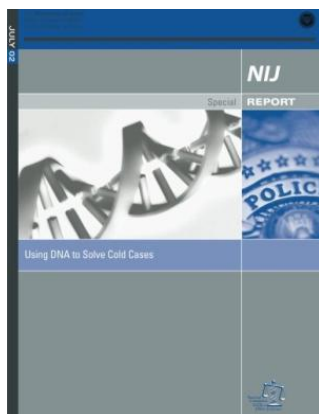 JULY 02
NIJ
Special REPORT
POLIC
Using DNA to Solve Cold Cases